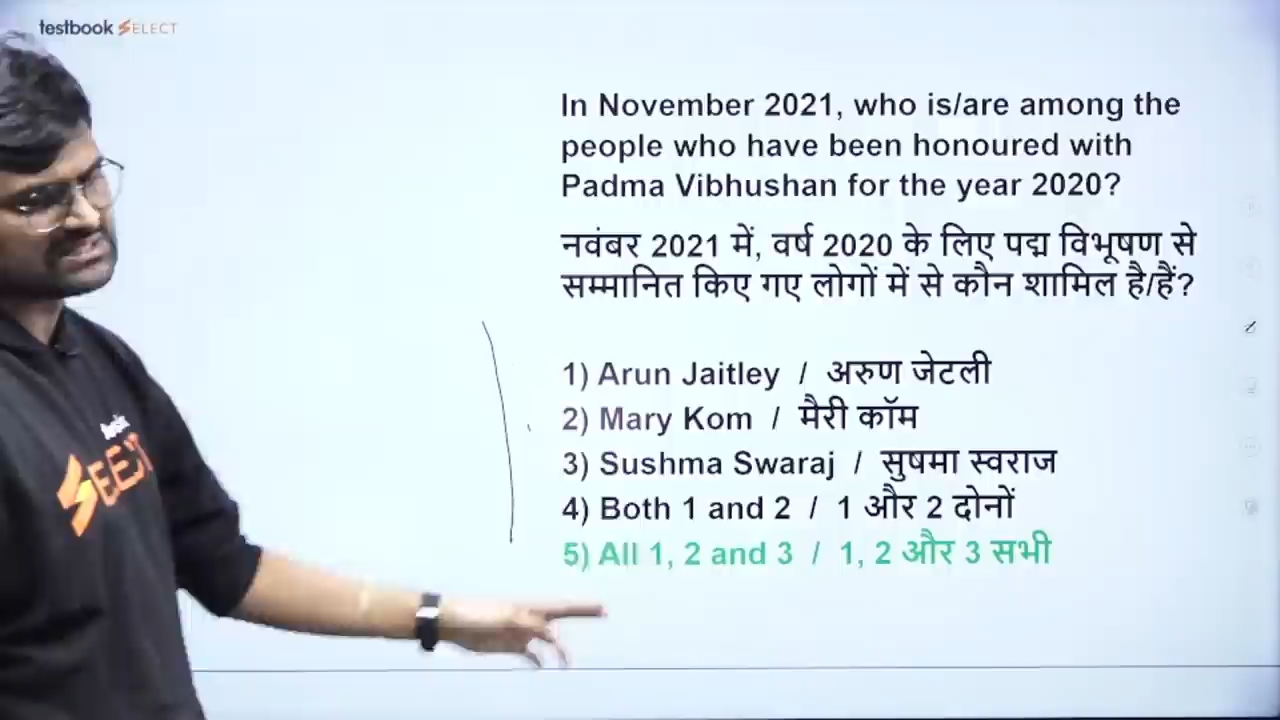 testbook SELECT
In November 2021, who is/are among the
people who have been honoured with
Padma Vibhushan for the year 2020?
नवंबर 2021 में, वर्ष 2020 के लिए पद्म विभूषण से
सम्मानित किए गए लोगों में से कौन शामिल है/हैं?
1) Arun Jaitley / अरुण जेटली
2) Mary Kom / मैरी कॉम
3) Sushma Swaraj / सुषमा स्वराज
4) Both 1 and 2 / 1 और 2 दोनों
5) All 1, 2 and 3 / 1, 2 और 3 सभी